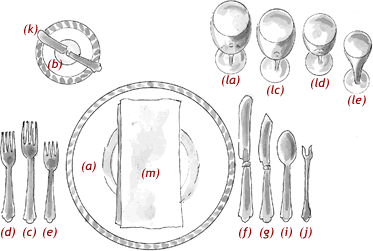 (k)
(b)
(la) (lc) (ld) (le)
(a) (m)
(d) (c) (e) (f) (g) (i) (j)